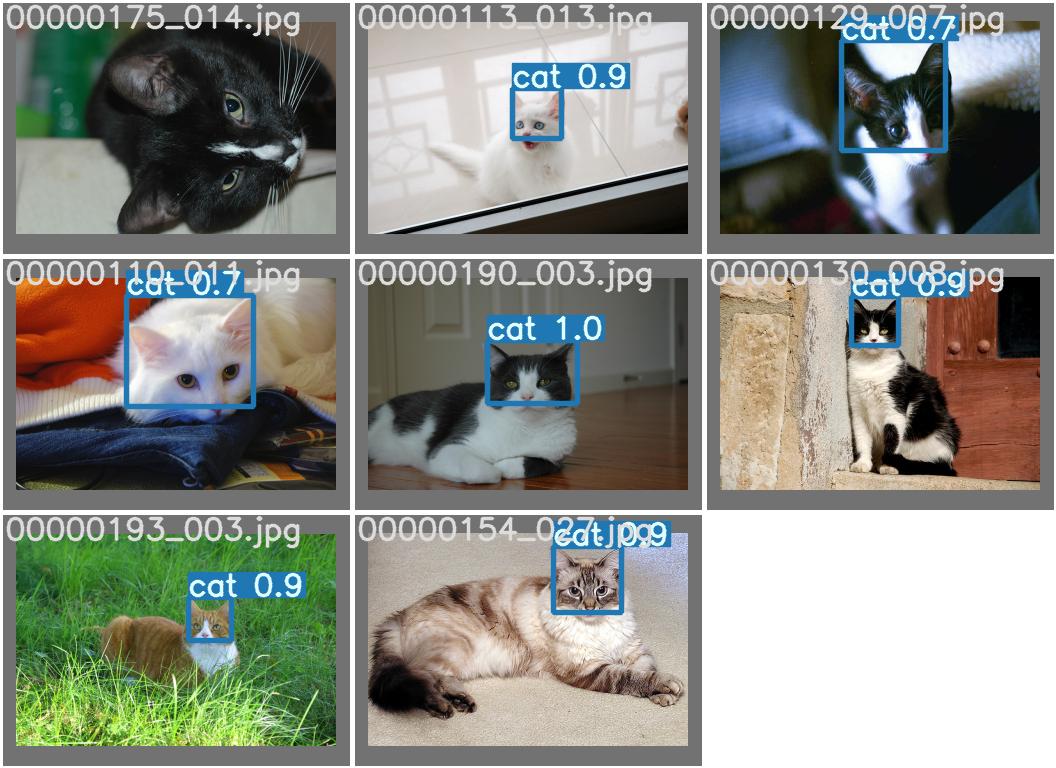 00000175_014.jpg
00000113_013.jpg
cat 0.9
00000129_007.jpg
cat 0.7
00000110_011.jpg
cat 0.7
00000190_003.jpg
cat 1.0
00000130_008.jpg
cat 0.9
00000193_003.jpg
cat 0.9
00000154_027.jpg
cat 0.9